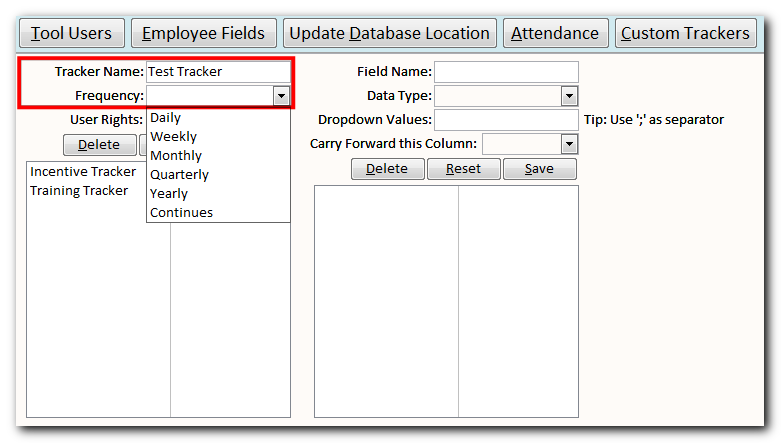 Tool Users Employee Fields Update Database Location Attendance Custom Trackers
Tracker Name: Test Tracker
Frequency:
Daily
Weekly
Monthly
Quarterly
Yearly
Continues
User Rights:
Delete
Incentive Tracker
Training Tracker
Field Name:
Data Type:
Dropdown Values: Tip: Use ';' as separator
Carry Forward this Column:
Delete Reset Save